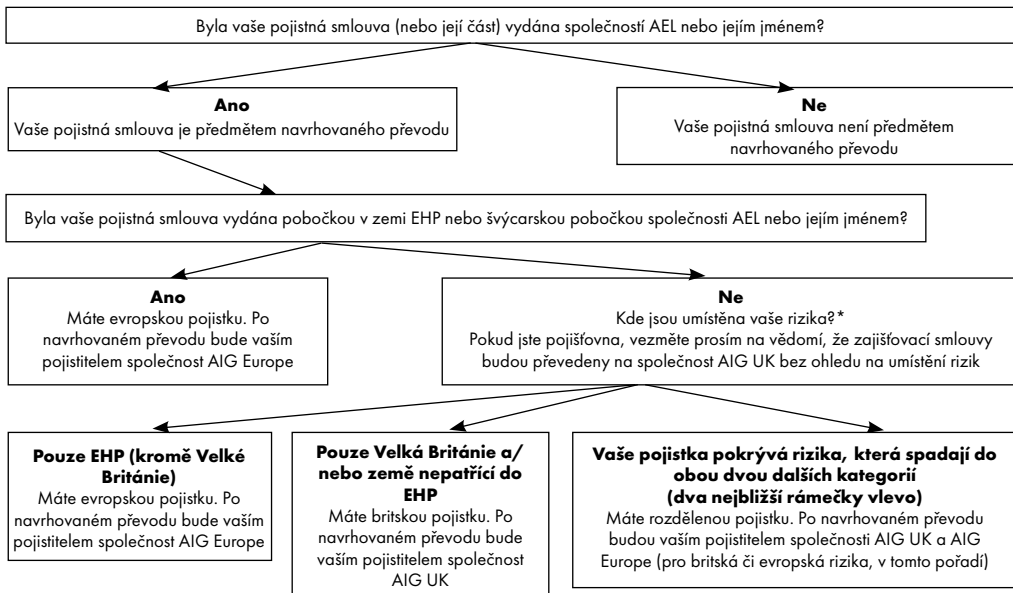 Byla vaše pojistná smlouva (nebo její část) vydána společností AEL nebo jejím jménem?
Ano
Vaše pojistná smlouva je předmětem navrhovaného převodu
Ne
Vaše pojistná smlouva není předmětem
navrhovaného převodu
Byla vaše pojistná smlouva vydána pobočkou v zemi EHP nebo švýcarskou pobočkou společnosti AEL nebo jejím jménem?
Ano
Máte evropskou pojistku. Po
navrhovaném převodu bude vaším
pojistitelem společnost AIG Europe
Ne
Kde jsou umístěna vaše rizika?*
Pokud jste pojišťovna, vezměte prosím na vědomí, že zajišťovací smlouvy
budou převedeny na společnost AIG UK bez ohledu na umístění rizik
Pouze EHP (kromě Velké
Británie)
Máte evropskou pojistku. Po
navrhovaném převodu bude vaším
pojistitelem společnost AIG Europe
Pouze Velká Británie a/
nebo země nepatřící do
EHP
Máte britskou pojistku. Po
navrhovaném převodu bude
vaším pojistitelem společnost
AIG UK
Vaše pojistka pokrývá rizika, která spadají do
obou dvou dalších kategorií
(dva nejbližší rámečky vlevo)
Máte rozdělenou pojistku. Po navrhovaném převodu
budou vaším pojistitelem společnosti AIG UK a AIG
Europe (pro britská či evropská rizika, v tomto pořadí)